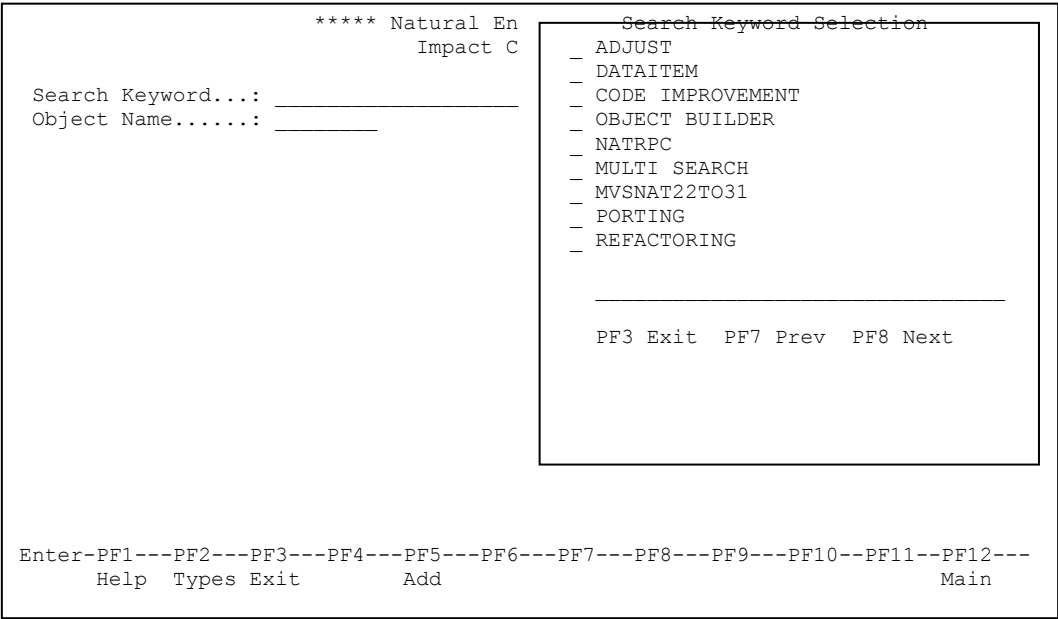 ***** Natural En
Impact C
Search Keyword...: ___________________
Object Name......: ________
Search Keyword Selection
_ ADJUST
_ DATAITEM
_ CODE IMPROVEMENT
_ OBJECT BUILDER
_ NATRPC
_ MULTI SEARCH
_ MVSNAT22TO31
_ PORTING
_ REFACTORING
________________________________
PF3 Exit  PF7 Prev  PF8 Next
Enter-PF1---PF2---PF3---PF4---PF5---PF6---PF7---PF8---PF9---PF10--PF11--PF12---
Help  Types Exit        Add                                         Main